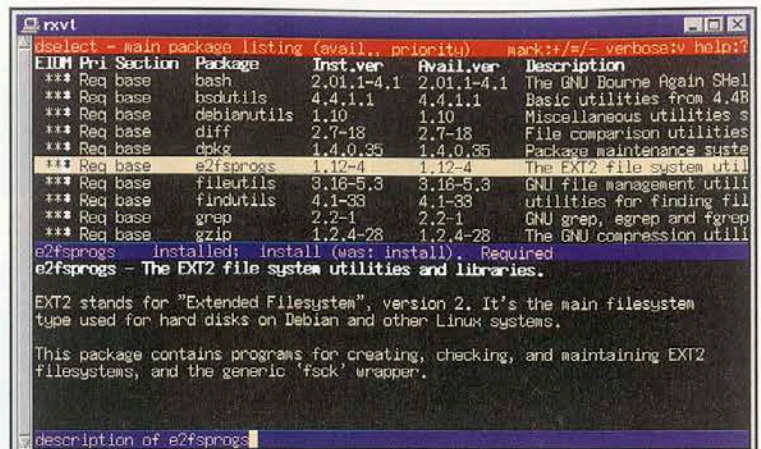 rxvt
dselect - main package listing (avail., priority) mark:+/=/- verbose:v help:?
EIOM Pri Section Package Inst.ver Avail.ver Description
*** Req base bash 2.01.1-4.1 2.01.1-4.1 The GNU Bourne Again SHel
*** Req base bsdutils 4.4.1.1 4.4.1.1 Basic utilities from 4.4B
*** Req base debianutils 1.10 1.10 Miscellaneous utilities s
*** Req base diff 2.7-18 2.7-18 File comparison utilities
*** Req base dpkg 1.4.0.35 1.4.0.35 Package maintenance syste
*** Req base e2fsprogs 1.12-4 1.12-4 The EXT2 file system util
*** Req base fileutils 3.16-5.3 3.16-5.3 GNU file management utili
*** Req base findutils 4.1-33 4.1-33 utilities for finding fil
*** Req base grep 2.2-1 2.2-1 GNU grep, egrep and fgrep
*** Req base gzip 1.2.4-28 1.2.4-28 The GNU compression utili
e2fsprogs installed; install (was: install). Required
e2fsprogs - The EXT2 file system utilities and libraries.
EXT2 stands for "Extended Filesystem", version 2. It's the main filesystem
type used for hard disks on Debian and other Linux systems.
This package contains programs for creating, checking, and maintaining EXT2
filesystems, and the generic 'fsck' wrapper.
description of e2fsprogs